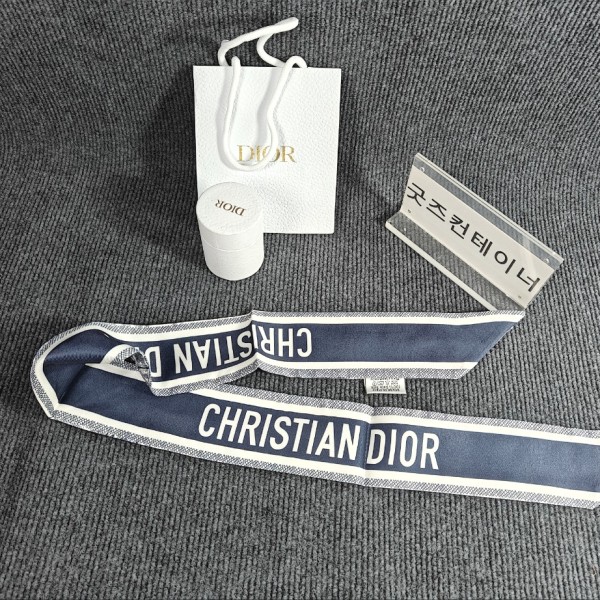 DIOR
DIOR
굿즈컨테이너
CHRISTIAN D
CHRISTIAN DIOR